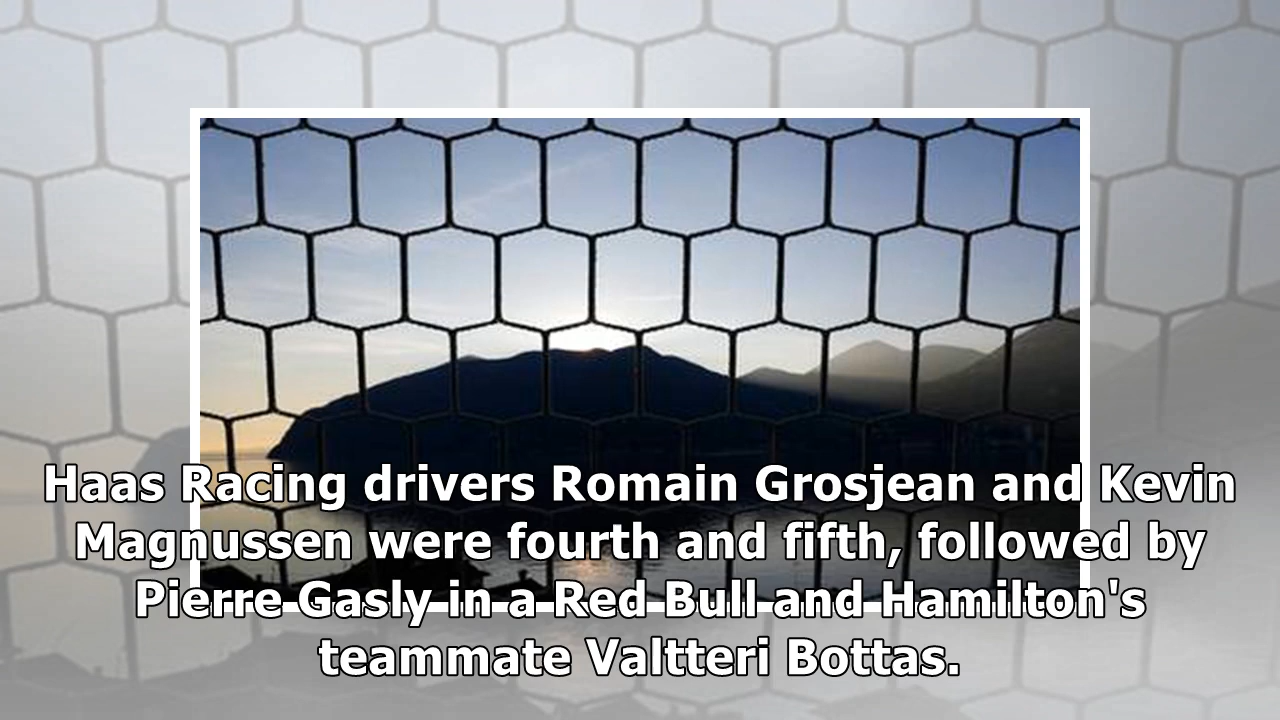 Haas Racing drivers Romain Grosjean and Kevin
Magnussen were fourth and fifth, followed by
Pierre Gasly in a Red Bull and Hamilton's
teammate Valtteri Bottas.